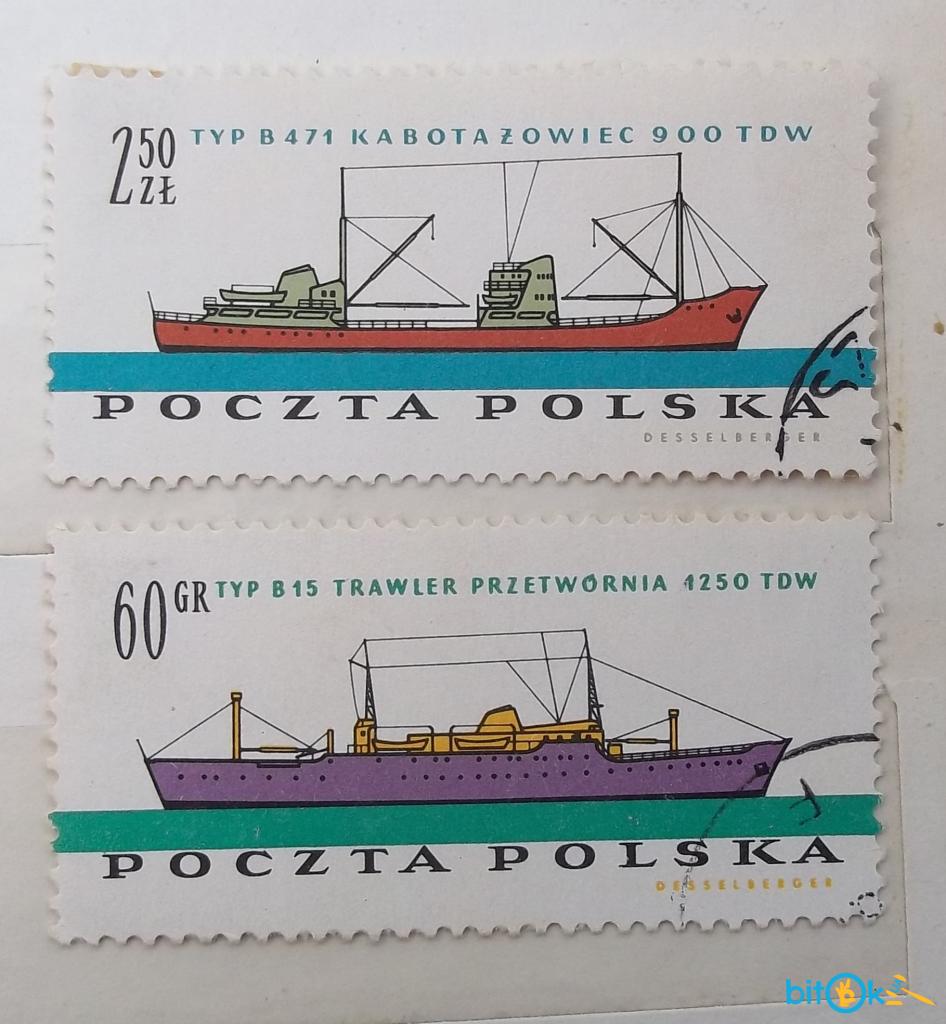 2 50 ZŁ
TYP B 471 KABOTAŻOWIEC 900 TDW
POCZTA POLSKA
DESSELBERGER
60 GR
TYP B 15 TRAWLER PRZETWÓRNIA 1250 TDW
POCZTA POLSKA
DESSELBERGER
bitOk